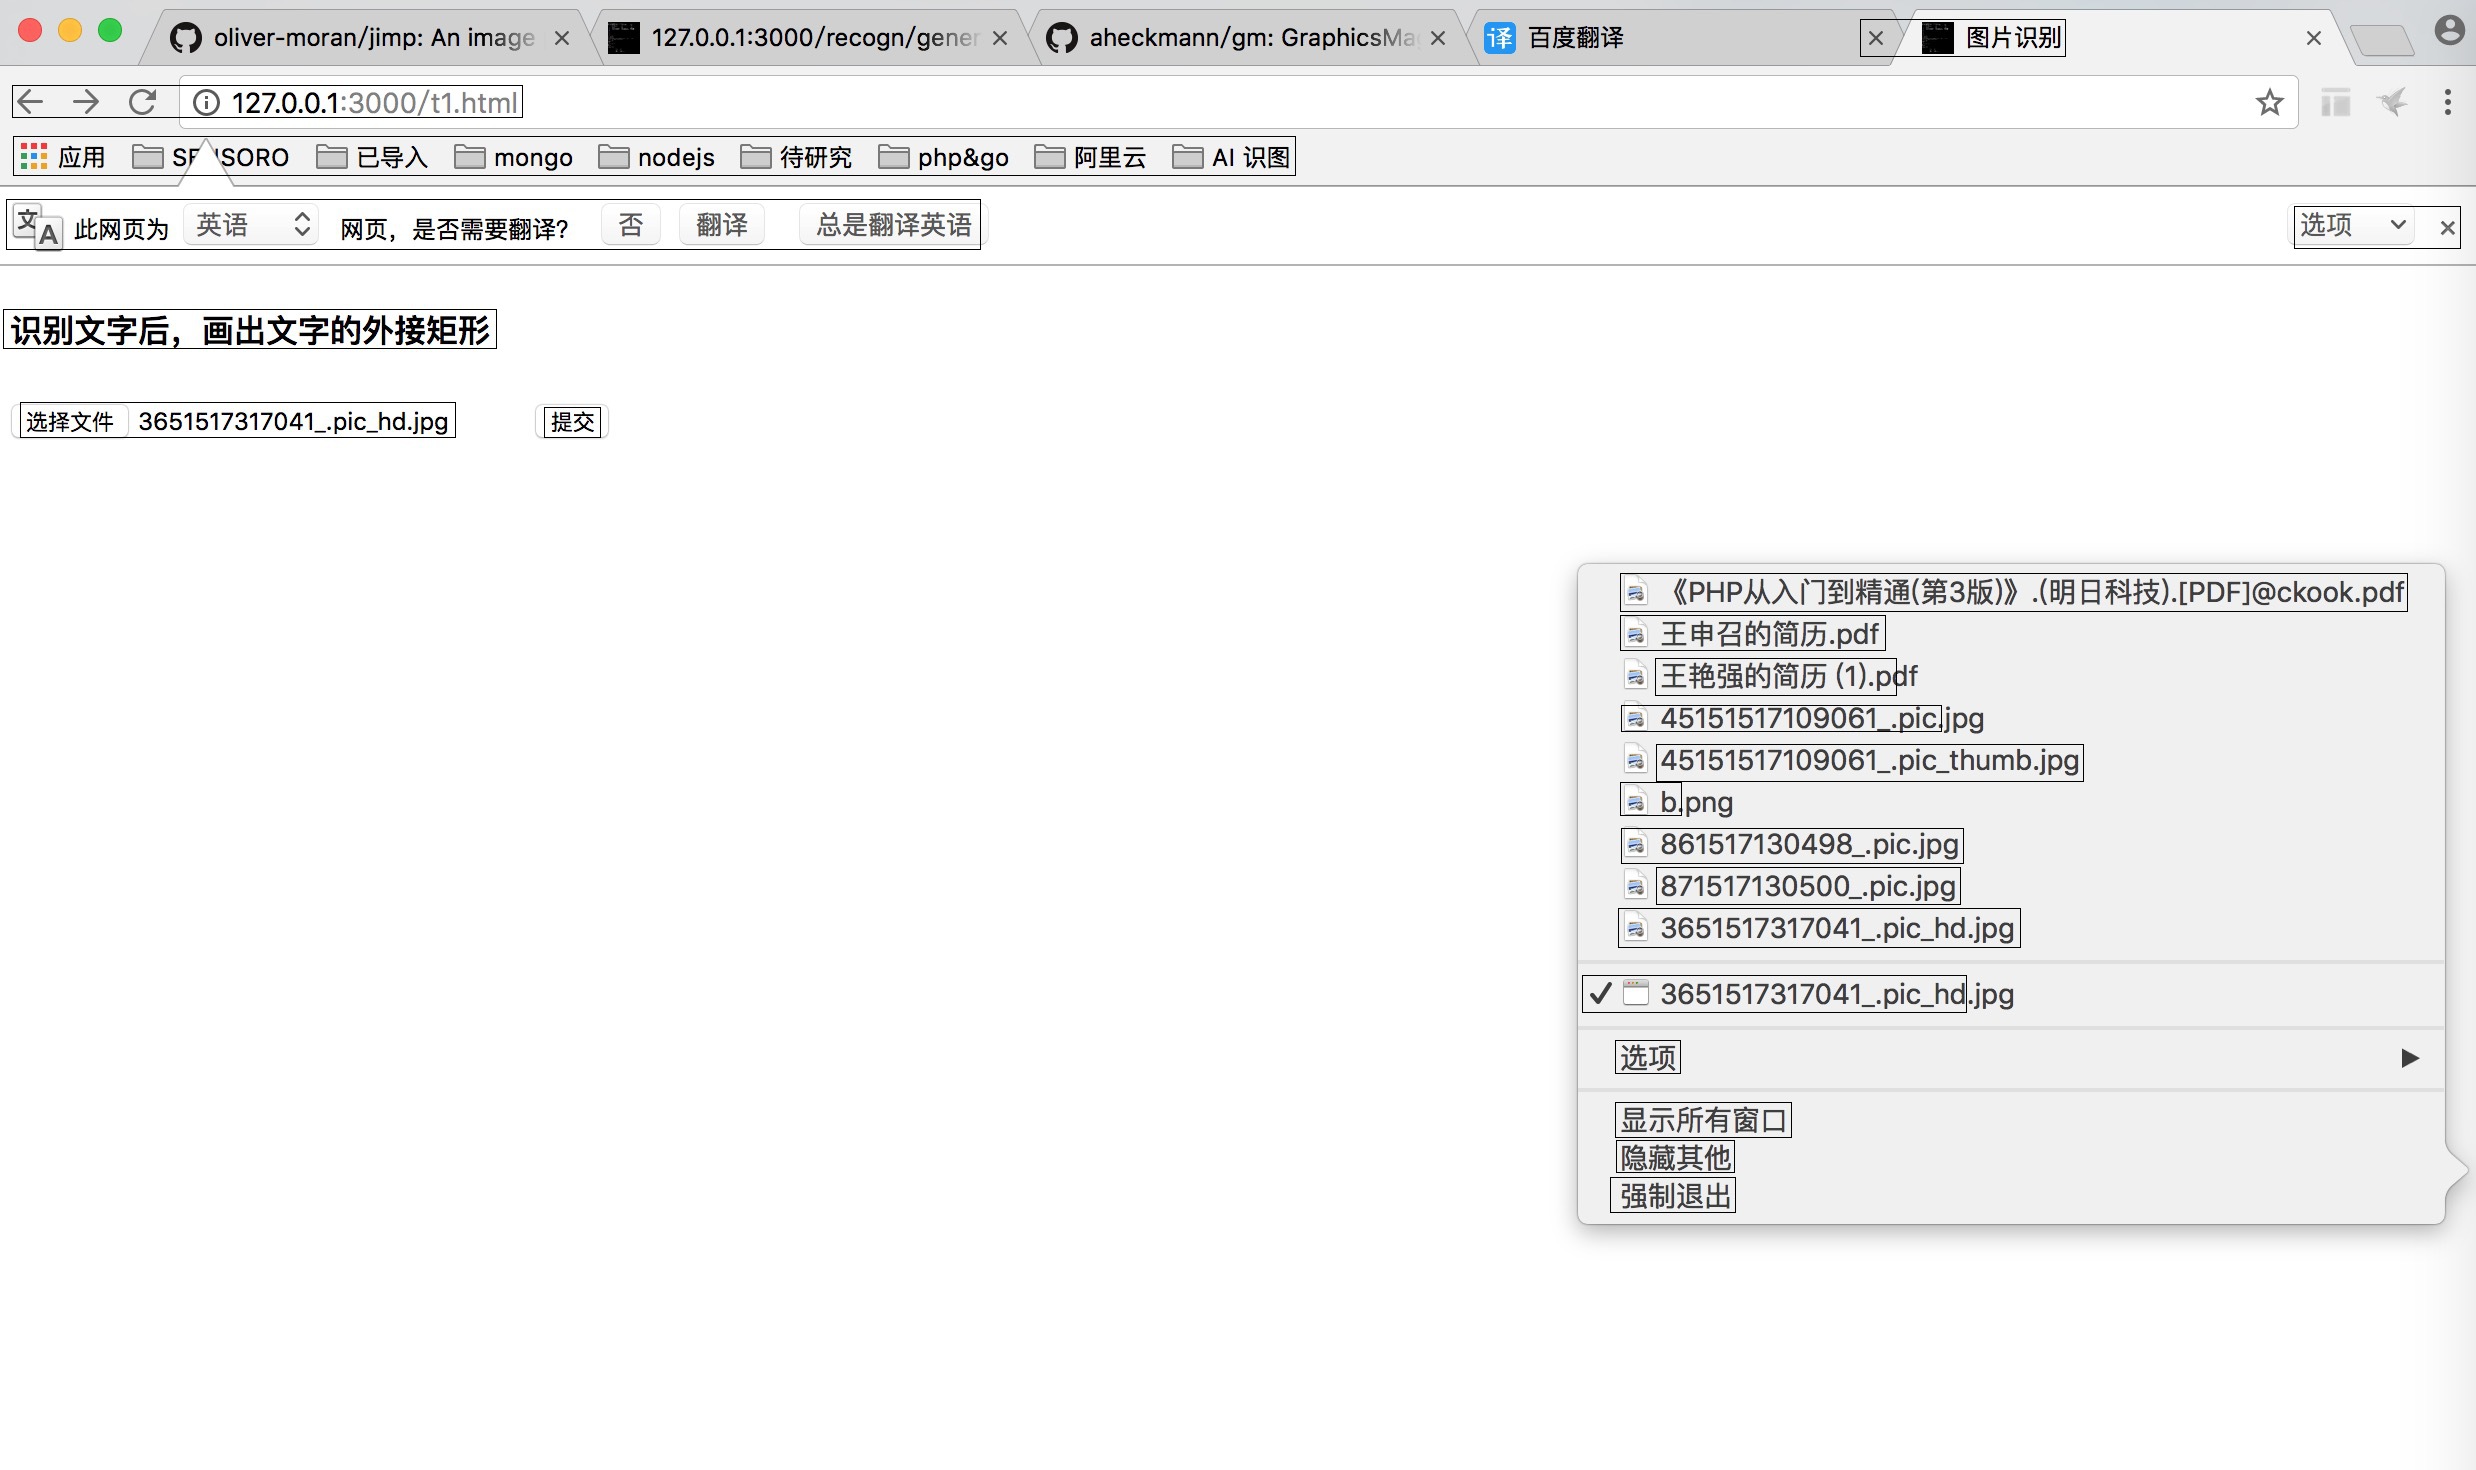 oliver-moran/jimp: An image 127.0.0.1:3000/recogn/gener aheckmann/gm: GraphicsMa 译 百度翻译 图片识别
127.0.0.1:3000/t1.html
应用 SENSORO 已导入 mongo nodejs 待研究 php&go 阿里云 AI 识图
文A 此网页为 英语 网页，是否需要翻译? 否 翻译 总是翻译英语 选项
识别文字后，画出文字的外接矩形
选择文件 3651517317041_.pic_hd.jpg 提交
《PHP从入门到精通(第3版)》.(明日科技).[PDF]@ckook.pdf
王申召的简历.pdf
王艳强的简历 (1).pdf
45151517109061_.pic.jpg
45151517109061_.pic_thumb.jpg
b.png
861517130498_.pic.jpg
871517130500_.pic.jpg
3651517317041_.pic_hd.jpg
3651517317041_.pic_hd.jpg
选项
显示所有窗口
隐藏其他
强制退出